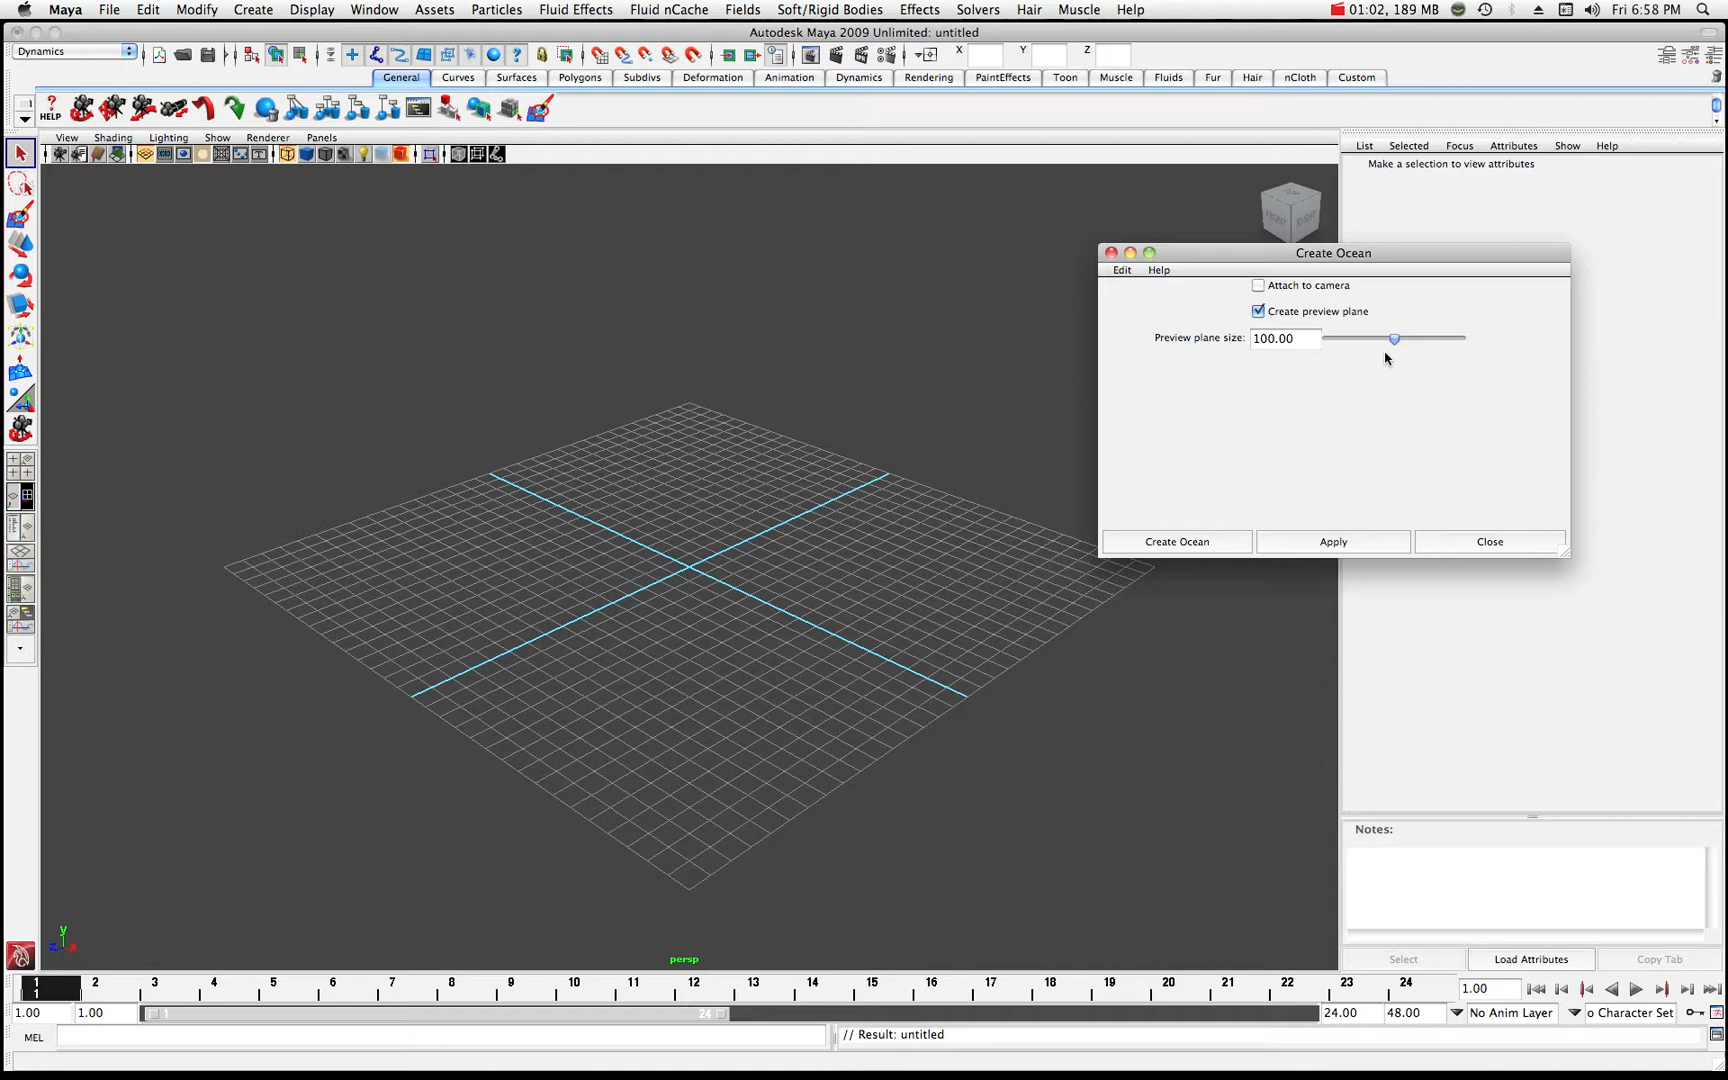 Maya File Edit Modify Create Display Window Assets Particles Fluid Effects Fluid nCache Fields Soft/Rigid Bodies Effects Solvers Hair Muscle Help 01:02, 189 MB Fri 6:58 PM
Autodesk Maya 2009 Unlimited: untitled
Dynamics X Y Z
General Curves Surfaces Polygons Subdivs Deformation Animation Dynamics Rendering PaintEffects Toon Muscle Fluids Fur Hair nCloth Custom
? HELP
View Shading Lighting Show Renderer Panels
List Selected Focus Attributes Show Help
Make a selection to view attributes
FRONT RIGHT
Create Ocean
Edit Help
Attach to camera
Create preview plane
Preview plane size: 100.00
Create Ocean Apply Close
Notes:
y
z x
persp
Select Load Attributes Copy Tab
1 2 3 4 5 6 7 8 9 10 11 12 13 14 15 16 17 18 19 20 21 22 23 24
1 1.00
1.00 1.00 1 24 24.00 48.00 No Anim Layer o Character Set
MEL // Result: untitled